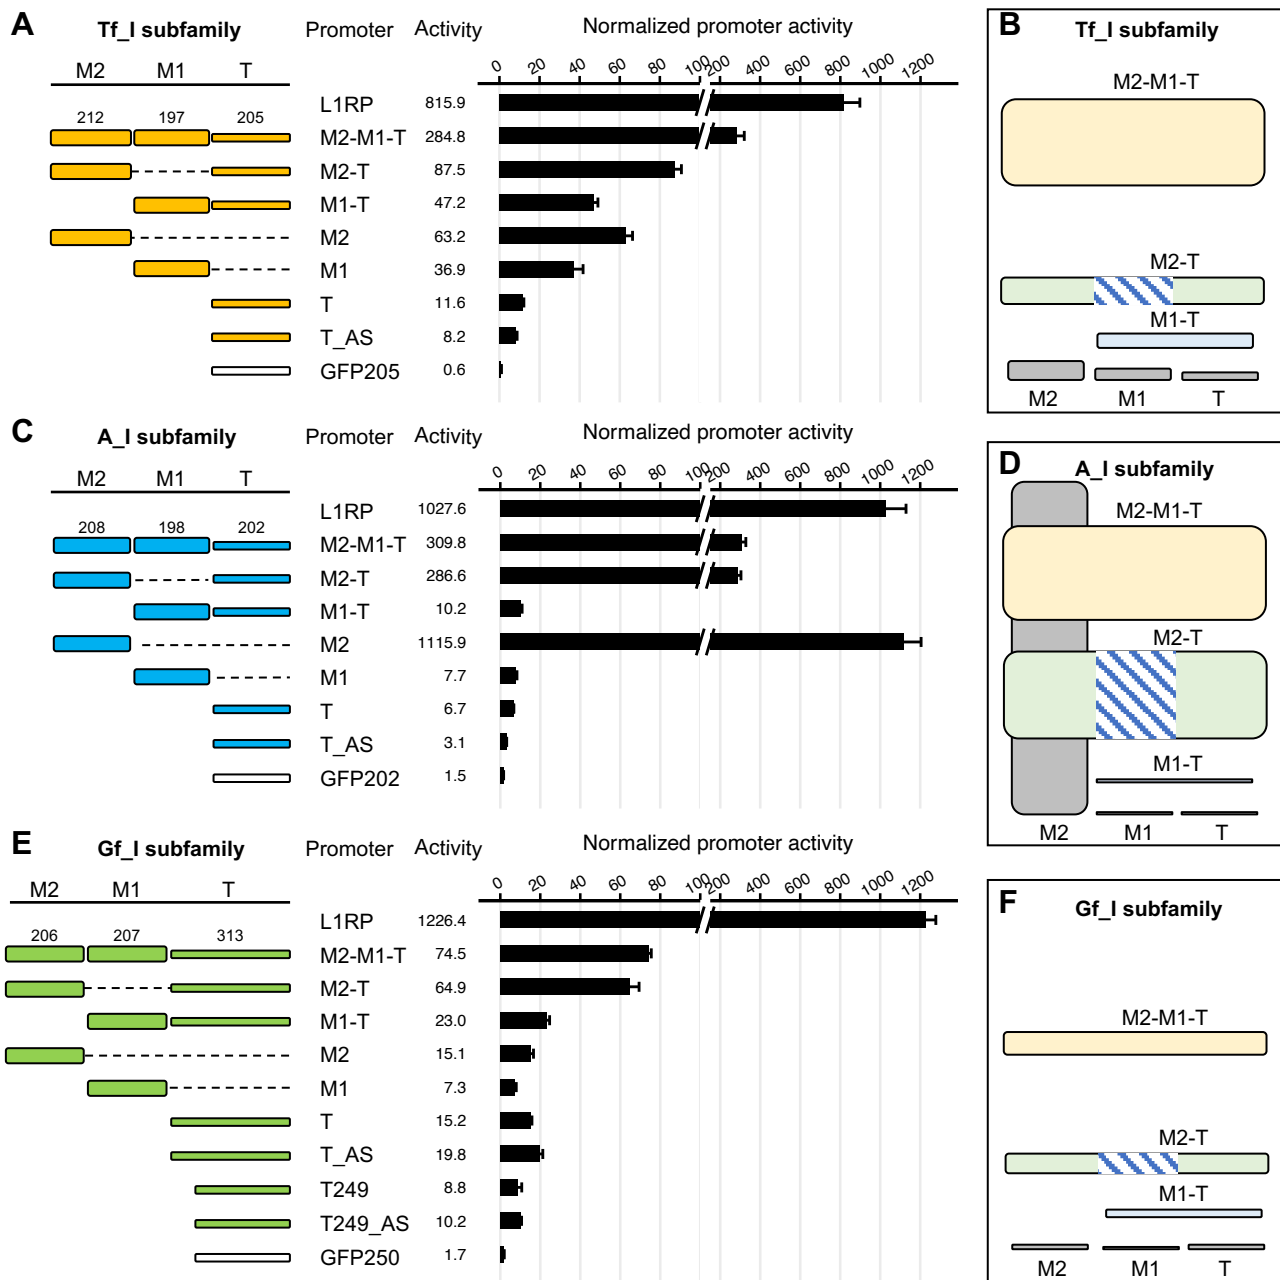 A
Tf_I subfamily Promoter Activity Normalized promoter activity
M2 M1 T
0 20 40 60 80 100 200 400 600 800 1000 1200
L1RP 815.9
212 197 205
M2-M1-T 284.8
M2-T 87.5
M1-T 47.2
M2 63.2
M1 36.9
T 11.6
T_AS 8.2
GFP205 0.6
B
Tf_I subfamily
M2-M1-T
M2-T
M1-T
M2 M1 T
C
A_I subfamily Promoter Activity Normalized promoter activity
M2 M1 T
0 20 40 60 80 100 200 400 600 800 1000 1200
L1RP 1027.6
208 198 202
M2-M1-T 309.8
M2-T 286.6
M1-T 10.2
M2 1115.9
M1 7.7
T 6.7
T_AS 3.1
GFP202 1.5
D
A_I subfamily
M2-M1-T
M2-T
M1-T
M2 M1 T
E
Gf_I subfamily Promoter Activity Normalized promoter activity
M2 M1 T
0 20 40 60 80 100 200 400 600 800 1000 1200
L1RP 1226.4
206 207 313
M2-M1-T 74.5
M2-T 64.9
M1-T 23.0
M2 15.1
M1 7.3
T 15.2
T_AS 19.8
T249 8.8
T249_AS 10.2
GFP250 1.7
F
Gf_I subfamily
M2-M1-T
M2-T
M1-T
M2 M1 T